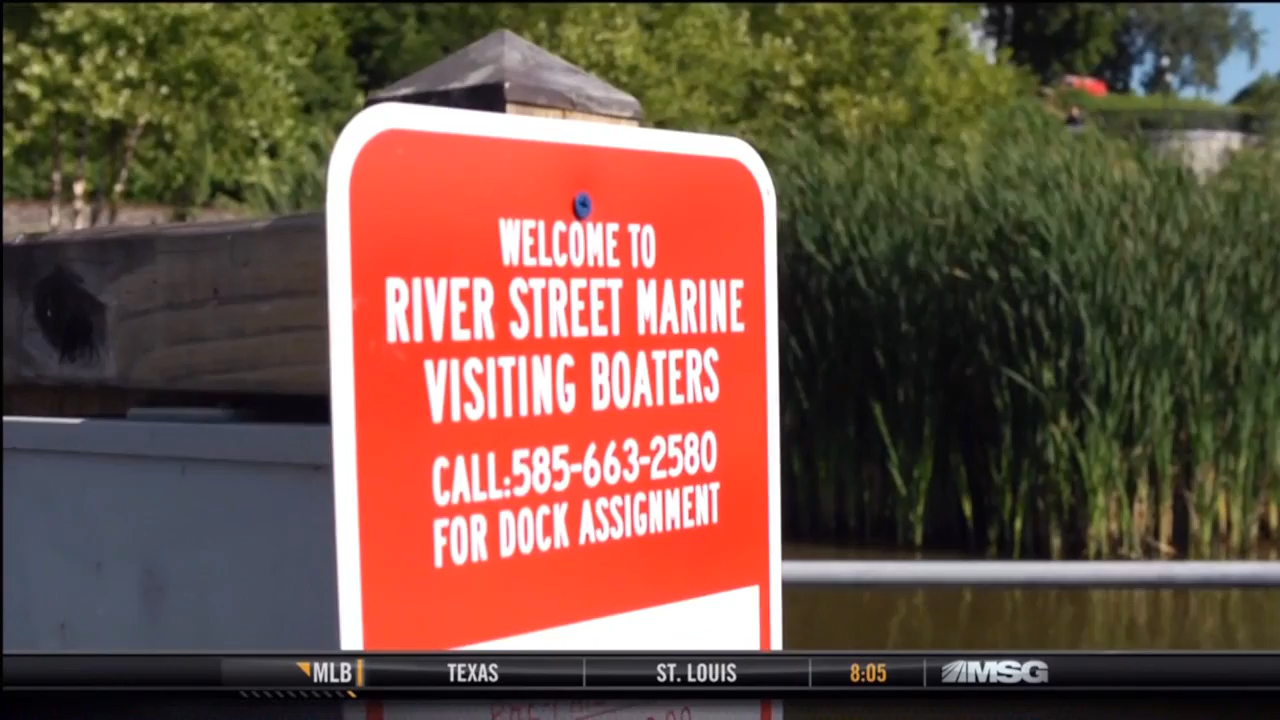 WELCOME TO
RIVER STREET MARINE
VISITING BOATERS
CALL:585-663-2580
FOR DOCK ASSIGNMENT
MLB TEXAS ST. LOUIS 8:05 MSG